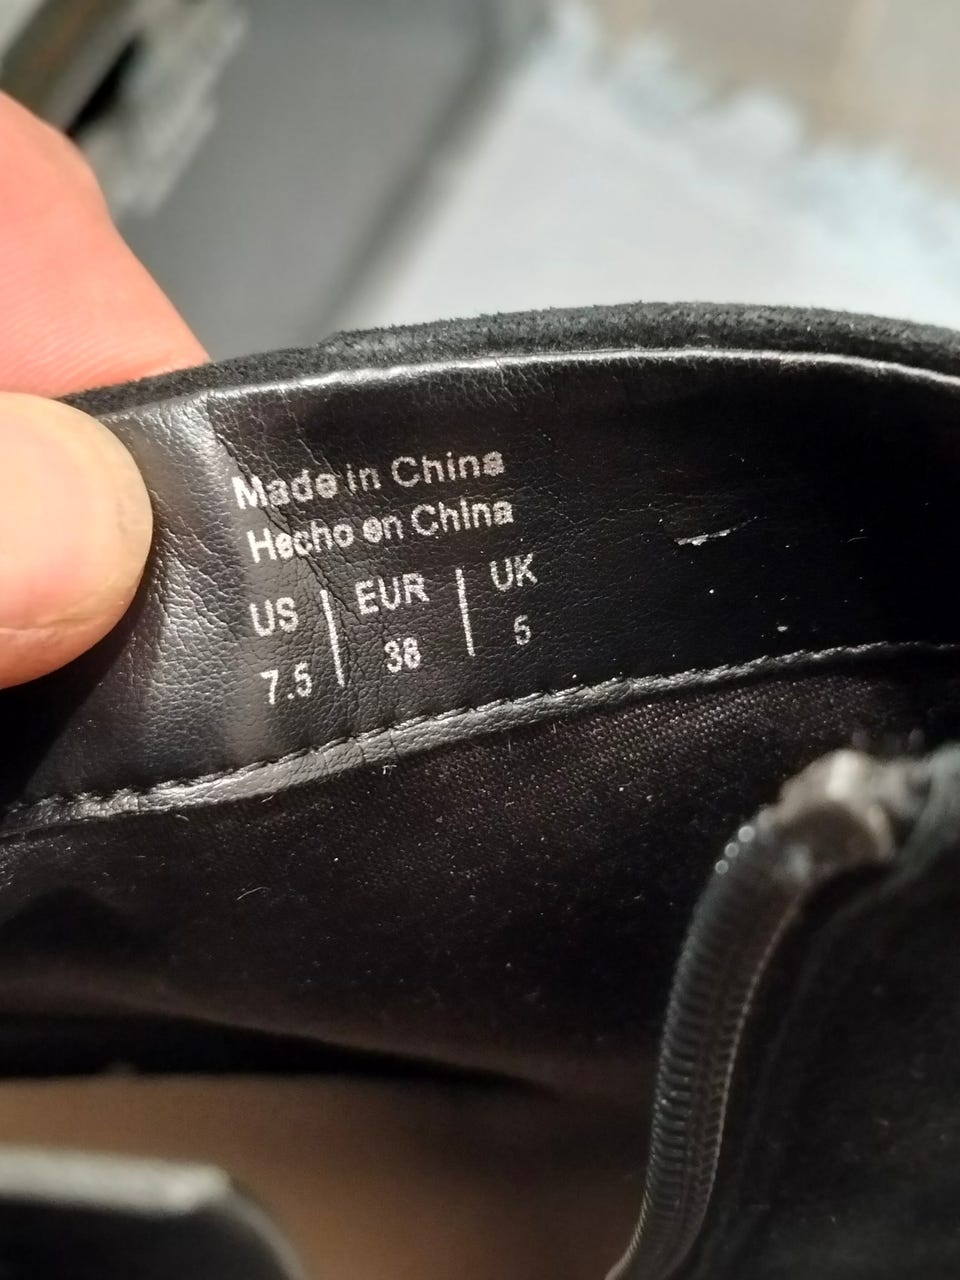 Made in China
Hecho en China
US | EUR | UK
7.5 | 38 | 5